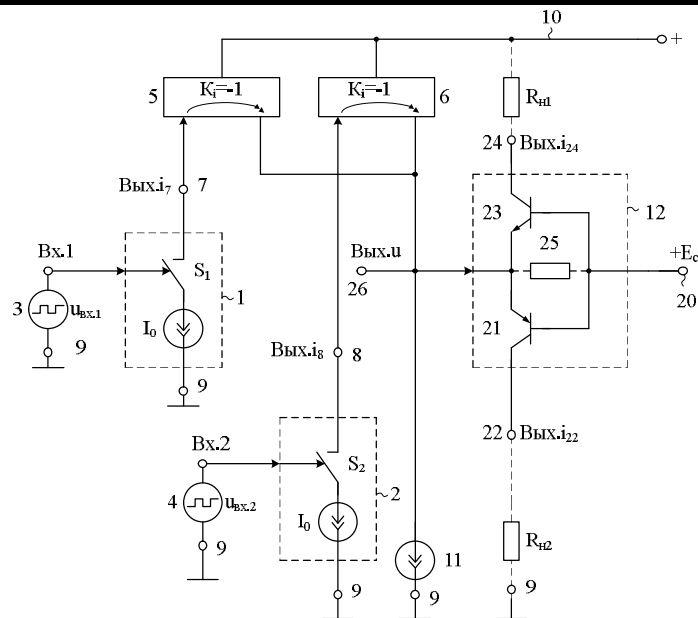 10
+
5
Ki=-1
Ki=-1
6
Rн1
24
Вых.i24
Вых.i7
7
23
12
25
Вх.1
S1
Вых.u
+Ec
26
20
3
uвх.1
1
21
I0
9
Вых.i8
8
9
22
Вых.i22
Вх.2
S2
4
uвх.2
2
I0
Rн2
11
9
9
9
9